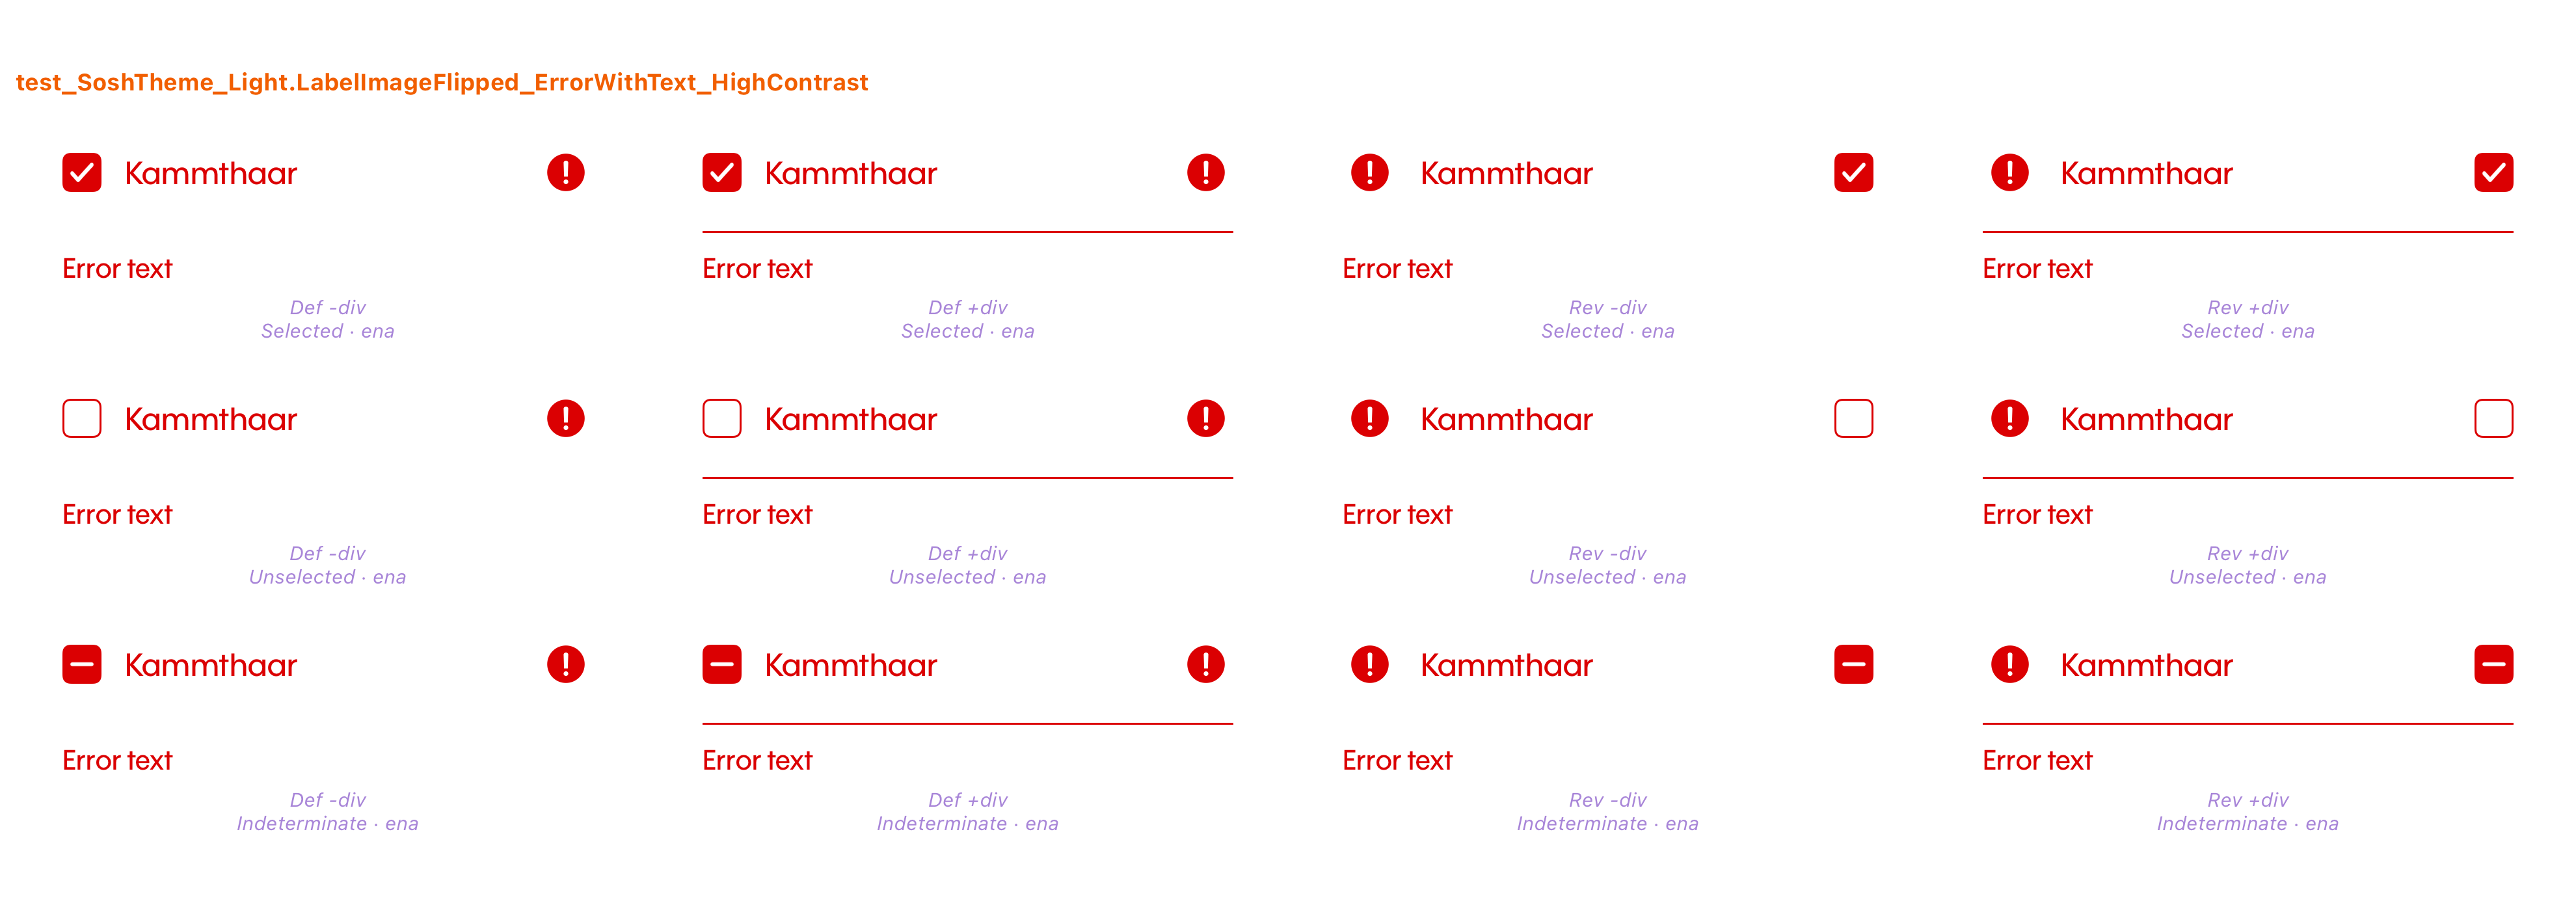 test_SoshTheme_Light.LabelImageFlipped_ErrorWithText_HighContrast
Kammthaar
Kammthaar
Kammthaar
Kammthaar
Error text
Error text
Error text
Error text
Def -div
Def +div
Rev -div
Rev +div
Selected · ena
Selected · ena
Selected · ena
Selected · ena
Kammthaar
Kammthaar
Kammthaar
Kammthaar
Error text
Error text
Error text
Error text
Def -div
Def +div
Rev -div
Rev +div
Unselected · ena
Unselected · ena
Unselected · ena
Unselected · ena
Kammthaar
Kammthaar
Kammthaar
Kammthaar
Error text
Error text
Error text
Error text
Def -div
Def +div
Rev -div
Rev +div
Indeterminate · ena
Indeterminate · ena
Indeterminate · ena
Indeterminate · ena